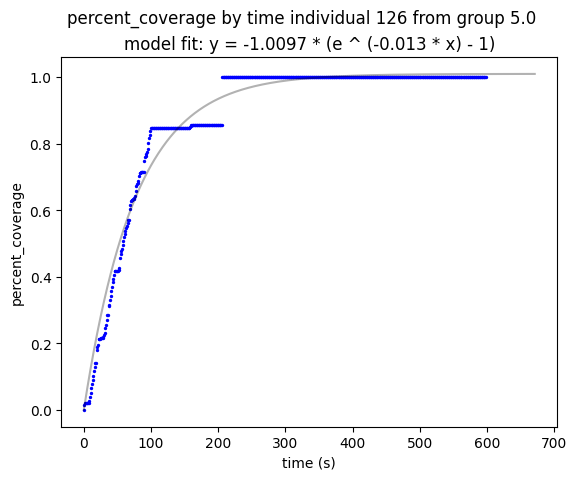 percent_coverage by time individual 126 from group 5.0
model fit: y = -1.0097 * (e ^ (-0.013 * x) - 1)
1.0
0.8
0.6
0.4
0.2
0.0
percent_coverage
0 100 200 300 400 500 600 700
time (s)